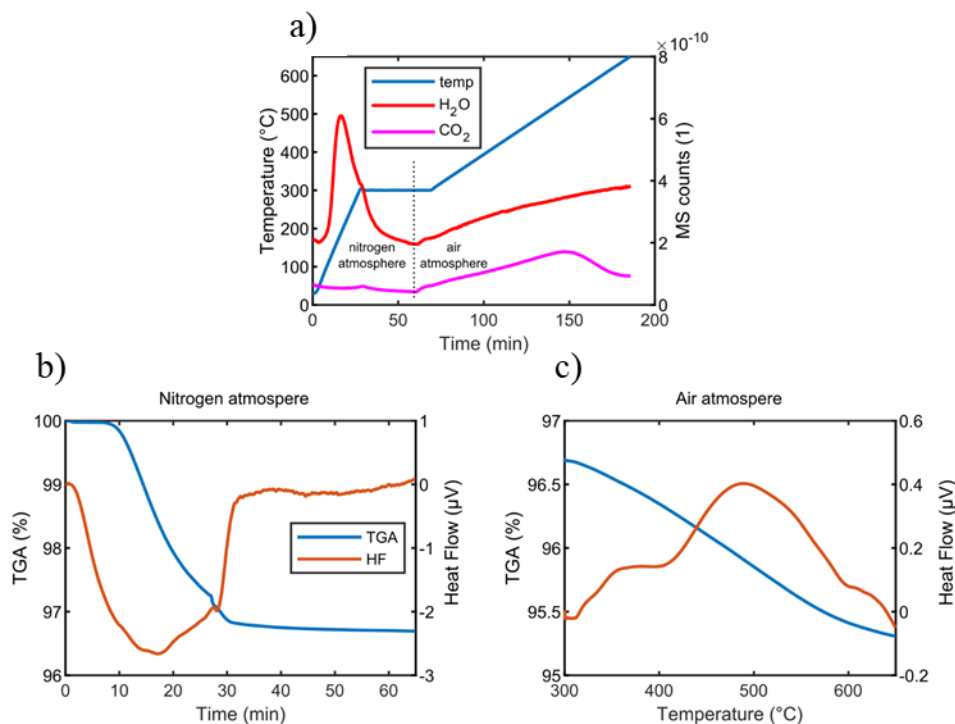 a)
× 10⁻¹⁰
600
500
400
300
200
100
0
Temperature (°C)
temp
H₂O
CO₂
nitrogen
atmosphere
air
atmosphere
8
6
4
2
0
MS counts (1)
0 50 100 150 200
Time (min)
b)
Nitrogen atmospere
100
99
98
97
96
TGA (%)
TGA
HF
1
0
-1
-2
-3
Heat Flow (µV)
0 10 20 30 40 50 60
Time (min)
c)
Air atmospere
97
96.5
96
95.5
95
TGA (%)
0.6
0.4
0.2
0
-0.2
Heat Flow (µV)
300 400 500 600
Temperature (°C)